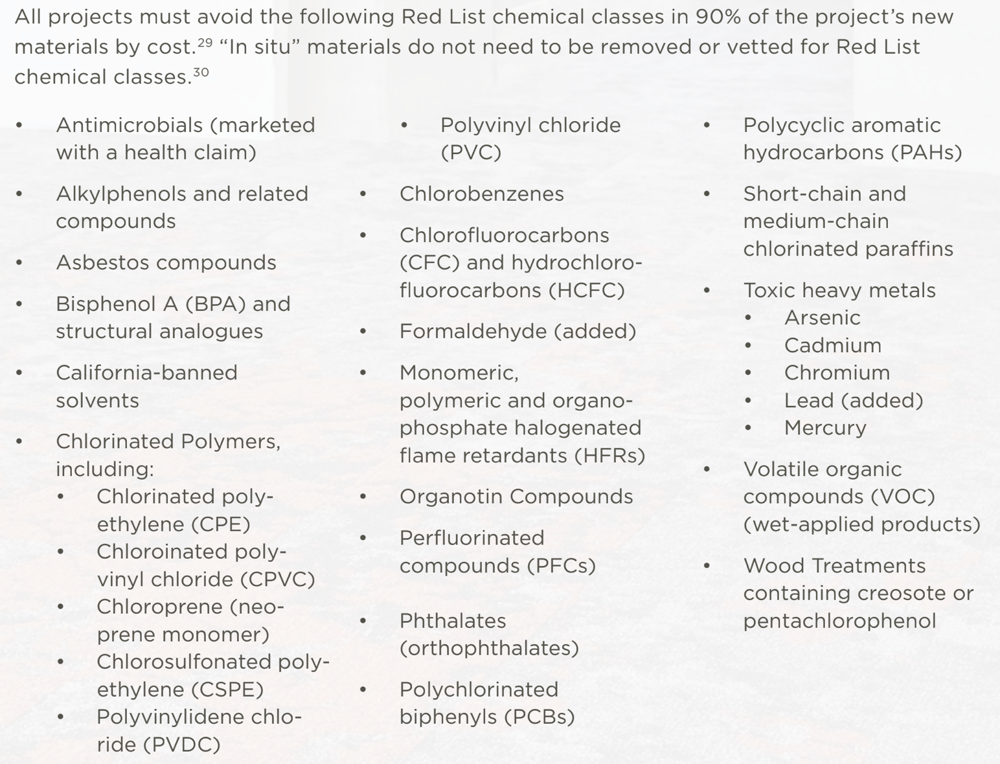 All projects must avoid the following Red List chemical classes in 90% of the project’s new
materials by cost.29 “In situ” materials do not need to be removed or vetted for Red List
chemical classes.30
• Antimicrobials (marketed
with a health claim)
• Alkylphenols and related
compounds
• Asbestos compounds
• Bisphenol A (BPA) and
structural analogues
• California-banned
solvents
• Chlorinated Polymers,
including:
• Chlorinated poly-
ethylene (CPE)
• Chloroinated poly-
vinyl chloride (CPVC)
• Chloroprene (neo-
prene monomer)
• Chlorosulfonated poly-
ethylene (CSPE)
• Polyvinylidene chlo-
ride (PVDC)
• Polyvinyl chloride
(PVC)
• Chlorobenzenes
• Chlorofluorocarbons
(CFC) and hydrochloro-
fluorocarbons (HCFC)
• Formaldehyde (added)
• Monomeric,
polymeric and organo-
phosphate halogenated
flame retardants (HFRs)
• Organotin Compounds
• Perfluorinated
compounds (PFCs)
• Phthalates
(orthophthalates)
• Polychlorinated
biphenyls (PCBs)
• Polycyclic aromatic
hydrocarbons (PAHs)
• Short-chain and
medium-chain
chlorinated paraffins
• Toxic heavy metals
• Arsenic
• Cadmium
• Chromium
• Lead (added)
• Mercury
• Volatile organic
compounds (VOC)
(wet-applied products)
• Wood Treatments
containing creosote or
pentachlorophenol